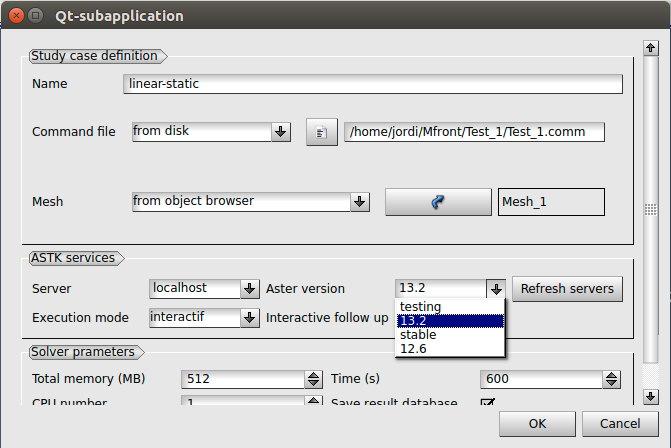 Qt-subapplication
Study case definition
Name linear-static
Command file from disk /home/jordi/Mfront/Test_1/Test_1.comm
Mesh from object browser Mesh_1
ASTK services
Server localhost Aster version 13.2 Refresh servers
testing
Execution mode interactif Interactive follow up 13.2
stable
12.6
Solver prameters
Total memory (MB) 512 Time (s) 600
CPU number 1 Save result database
OK Cancel